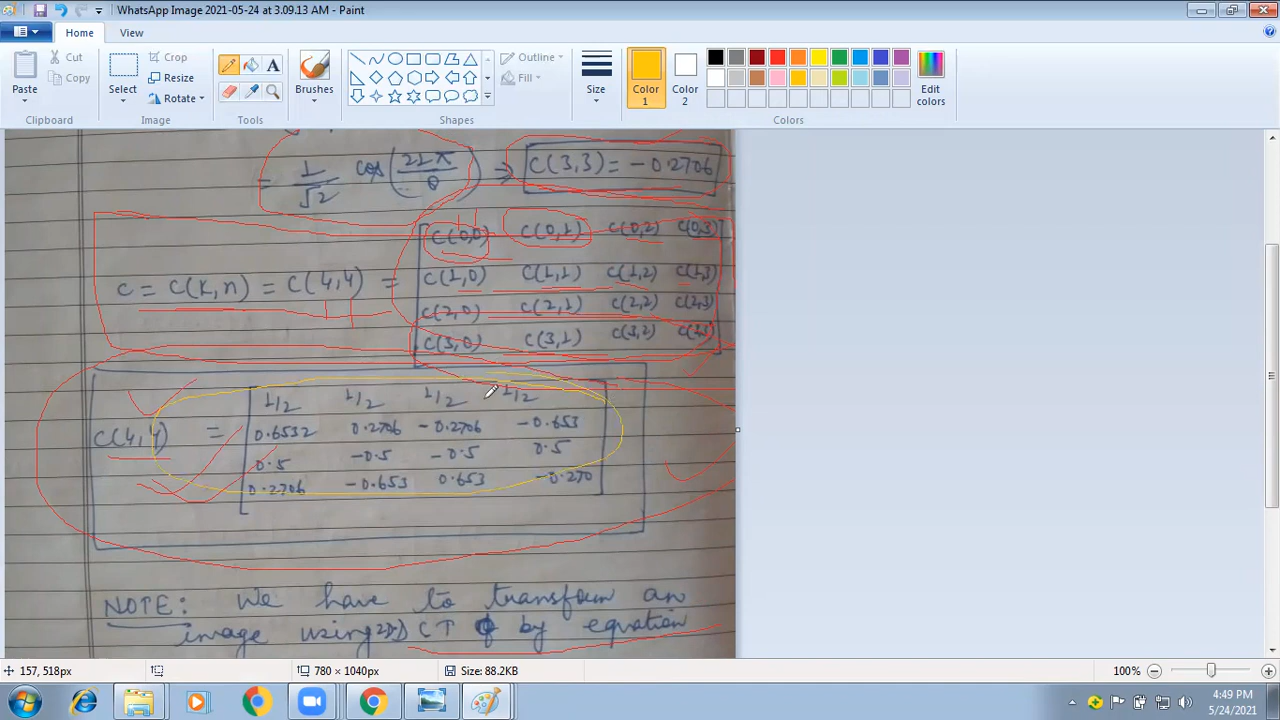 WhatsApp Image 2021-05-24 at 3.09.13 AM - Paint
Home View
Paste Cut Copy Clipboard
Select Crop Resize Rotate Image
Tools
Brushes
Outline Fill Shapes
Size
Color 1 Color 2 Edit colors Colors
= 1/√2 cos(21π/8) ⇒ C(3,3) = -0.2706
C(0,0) C(0,1) C(0,2) C(0,3)
C = C(K,n) = C(4,4) = C(1,0) C(1,1) C(1,2) C(1,3)
C(2,0) C(2,1) C(2,2) C(2,3)
C(3,0) C(3,1) C(3,2) C(3,3)
1/2 1/2 1/2 1/2
C(4,4) = 0.6532 0.2706 -0.2706 -0.653
0.5 -0.5 -0.5 0.5
0.2706 -0.653 0.653 -0.270
NOTE: We have to transform an
image using 2D DCT by equation
157, 518px 780 × 1040px Size: 88.2KB 100%
4:49 PM
5/24/2021